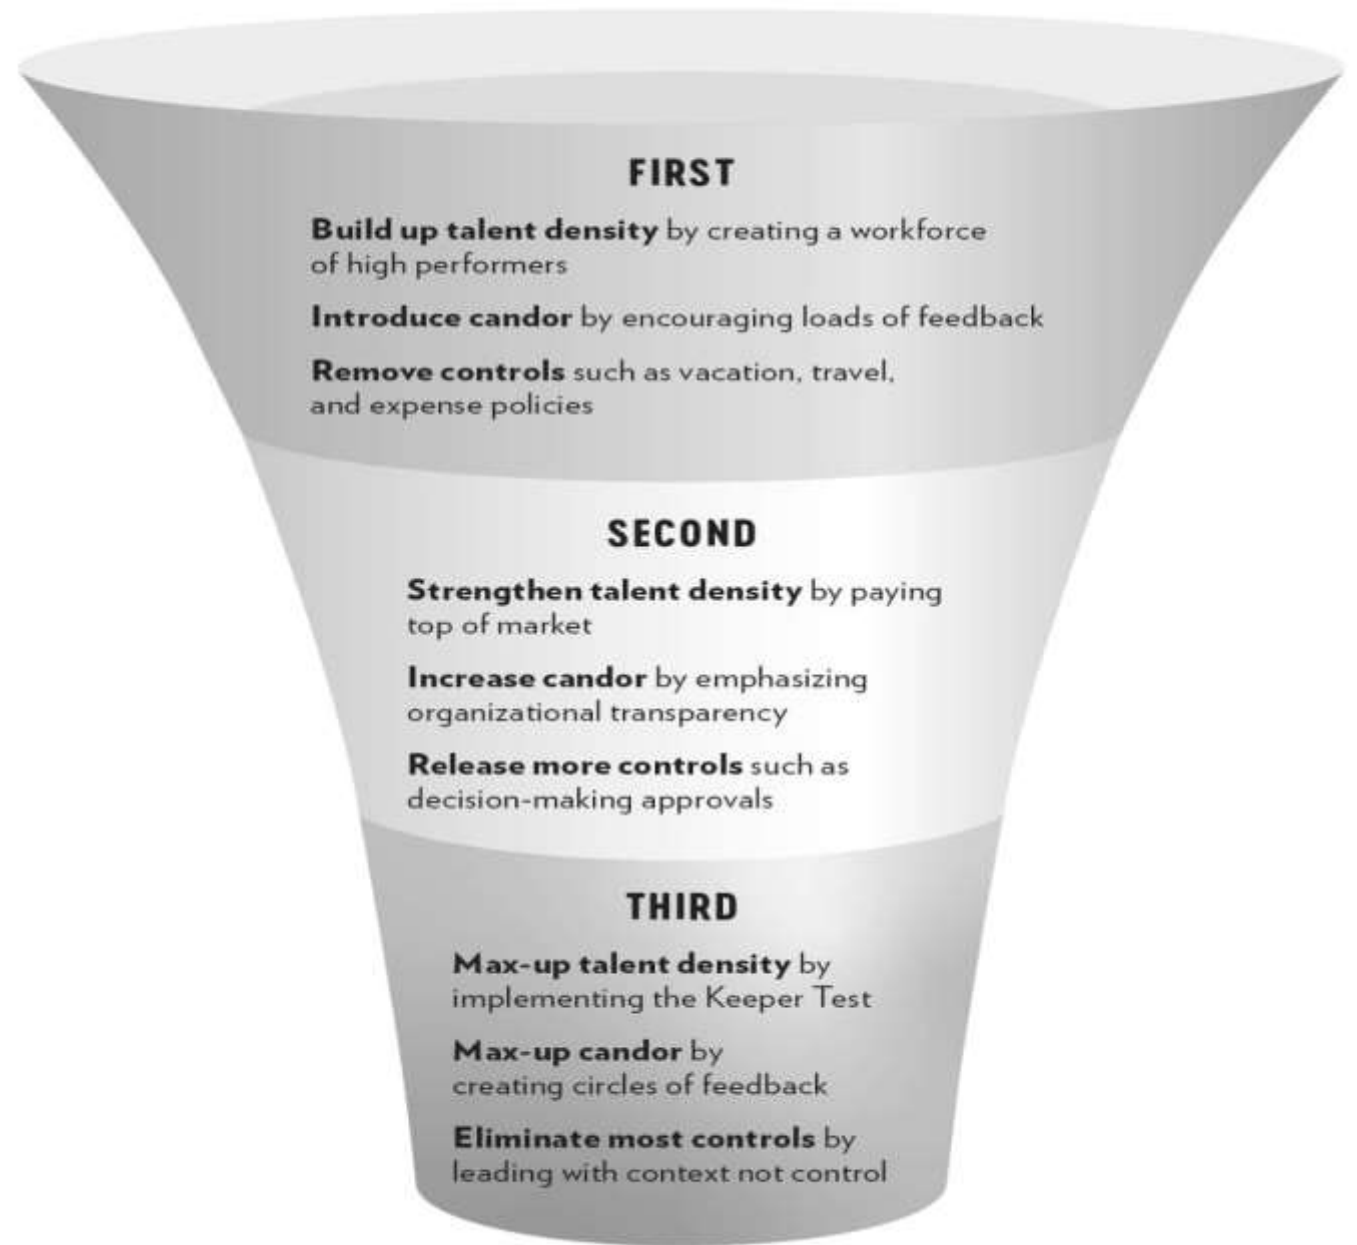 FIRST
Build up talent density by creating a workforce
of high performers
Introduce candor by encouraging loads of feedback
Remove controls such as vacation, travel,
and expense policies
SECOND
Strengthen talent density by paying
top of market
Increase candor by emphasizing
organizational transparency
Release more controls such as
decision-making approvals
THIRD
Max-up talent density by
implementing the Keeper Test
Max-up candor by
creating circles of feedback
Eliminate most controls by
leading with context not control